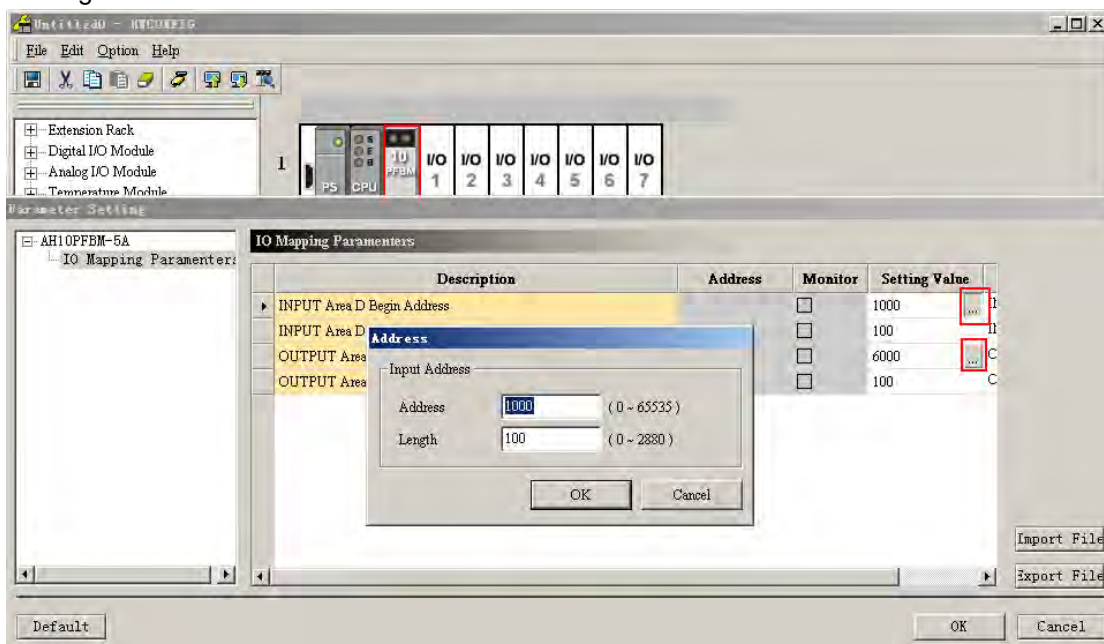 Untitled0 - HWCONFIG
File Edit Option Help
Extension Rack
Digital I/O Module
Analog I/O Module
Temperature Module
1
PS
CPU
10
PFBM
I/O I/O I/O I/O I/O I/O I/O
1 2 3 4 5 6 7
Parameter Setting
AH10PFBM-5A
IO Mapping Paramenters
IO Mapping Paramenters
Description Address Monitor Setting Value
INPUT Area D Begin Address 1000 ...
INPUT Area D 100
OUTPUT Area 6000 ...
OUTPUT Area 100
Address
Input Address
Address 1000 ( 0 ~ 65535 )
Length 100 ( 0 ~ 2880 )
OK Cancel
Import File
Export File
Default OK Cancel